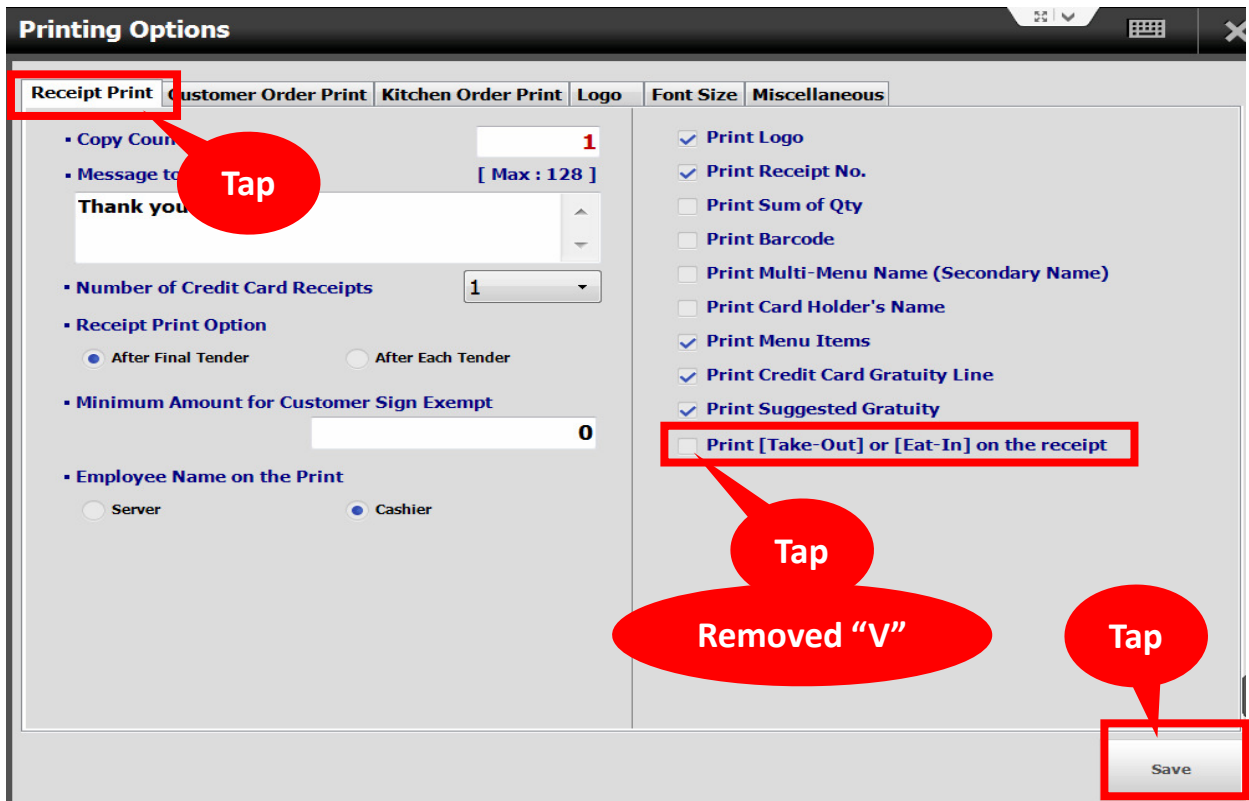 Printing Options
Receipt Print Customer Order Print Kitchen Order Print Logo Font Size Miscellaneous
▪ Copy Coun 1
▪ Message to [ Max : 128 ]
Thank you
▪ Number of Credit Card Receipts 1
▪ Receipt Print Option
After Final Tender After Each Tender
▪ Minimum Amount for Customer Sign Exempt
0
▪ Employee Name on the Print
Server Cashier
Print Logo
Print Receipt No.
Print Sum of Qty
Print Barcode
Print Multi-Menu Name (Secondary Name)
Print Card Holder's Name
Print Menu Items
Print Credit Card Gratuity Line
Print Suggested Gratuity
Print [Take-Out] or [Eat-In] on the receipt
Tap
Tap
Removed “V”
Tap
Save